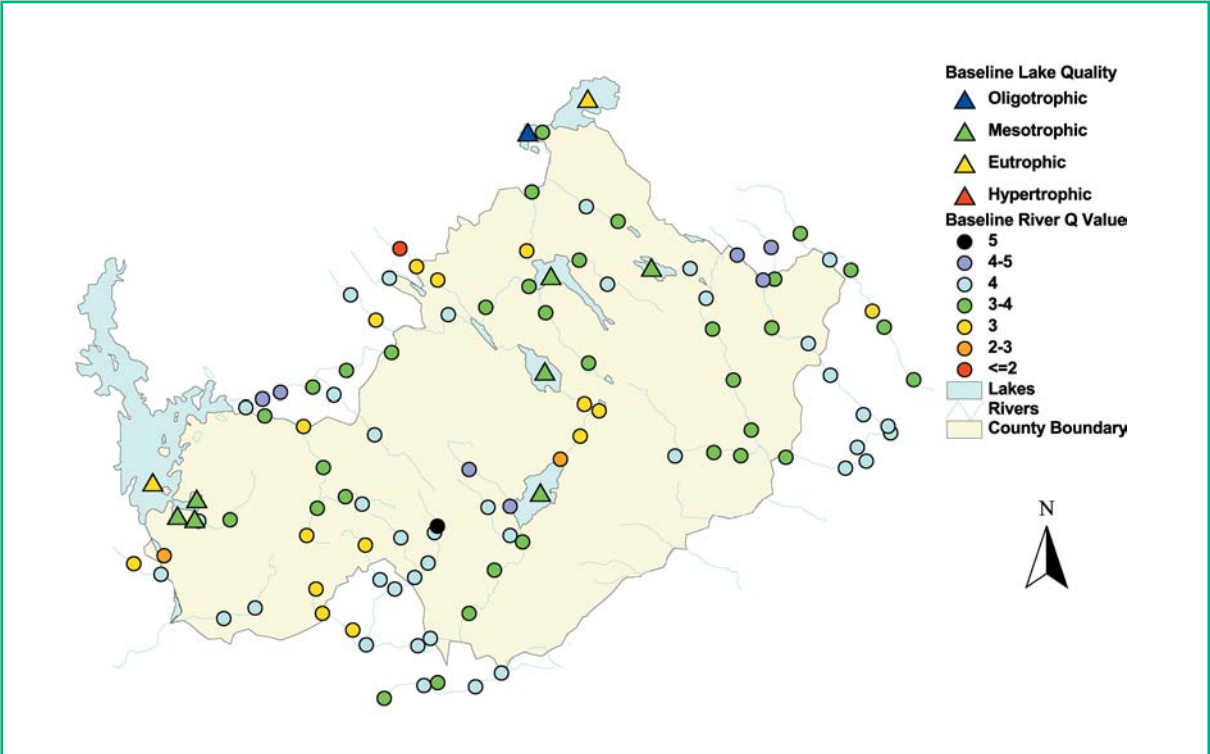 Baseline Lake Quality
Oligotrophic
Mesotrophic
Eutrophic
Hypertrophic
Baseline River Q Value
5
4-5
4
3-4
3
2-3
<=2
Lakes
Rivers
County Boundary
N